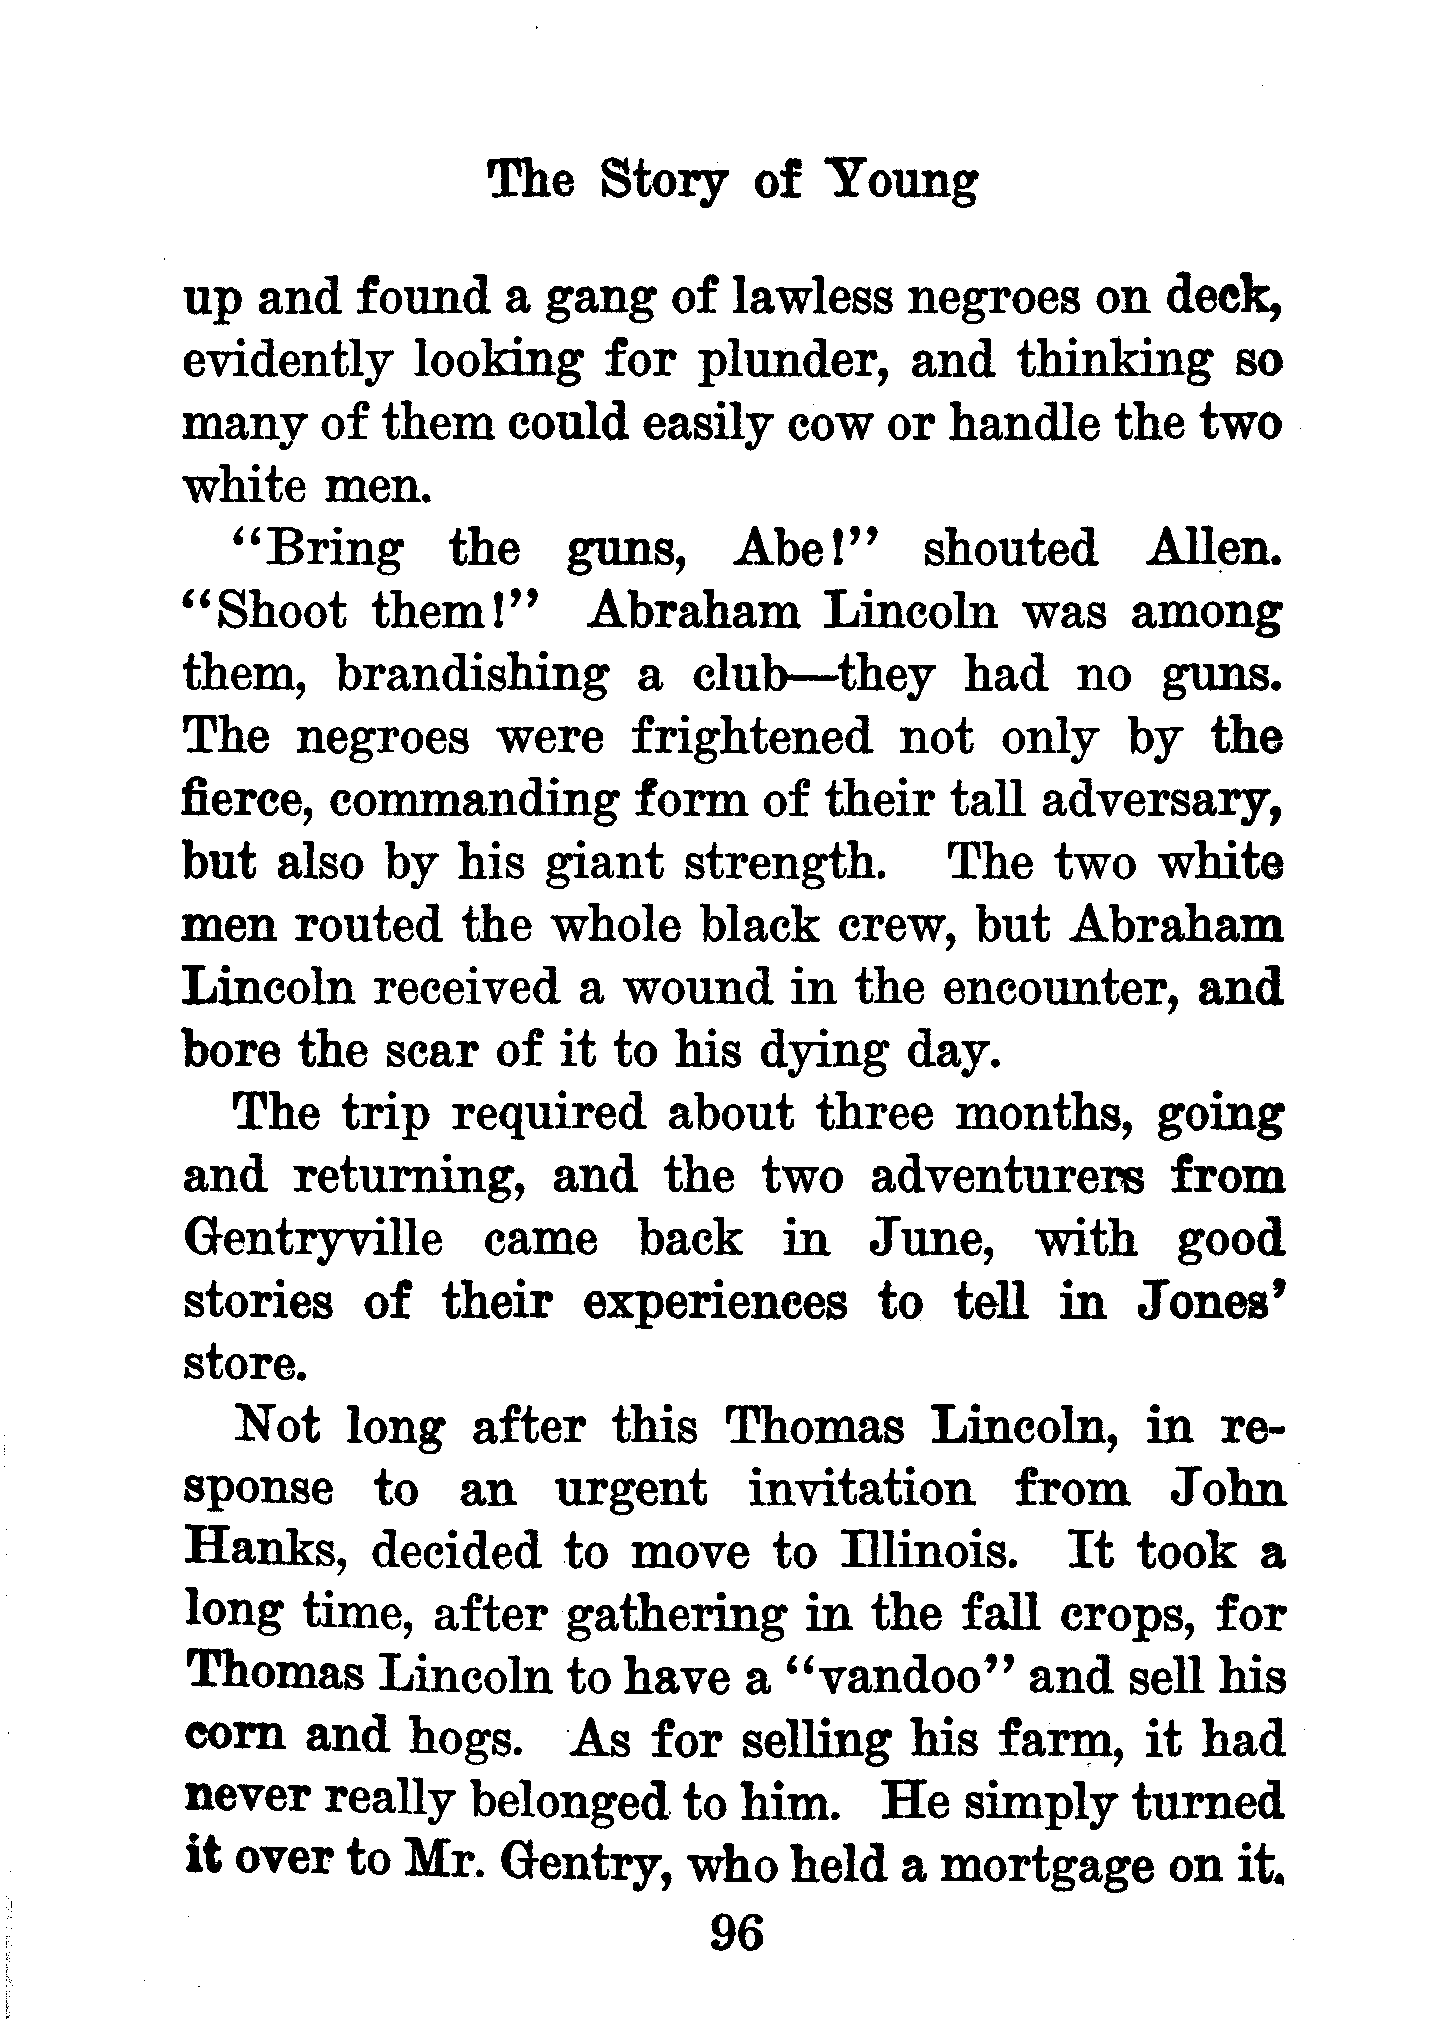 The Story of Young
up and found a gang of lawless negroes on deck,
evidently looking for plunder, and thinking so
many of them could easily cow or handle the two
white men.
“Bring the guns, Abe!” shouted Allen.
“Shoot them!” Abraham Lincoln was among
them, brandishing a club—they had no guns.
The negroes were frightened not only by the
fierce, commanding form of their tall adversary,
but also by his giant strength. The two white
men routed the whole black crew, but Abraham
Lincoln received a wound in the encounter, and
bore the scar of it to his dying day.
The trip required about three months, going
and returning, and the two adventurers from
Gentryville came back in June, with good
stories of their experiences to tell in Jones’
store.
Not long after this Thomas Lincoln, in re-
sponse to an urgent invitation from John
Hanks, decided to move to Illinois. It took a
long time, after gathering in the fall crops, for
Thomas Lincoln to have a “vandoo” and sell his
corn and hogs. As for selling his farm, it had
never really belonged to him. He simply turned
it over to Mr. Gentry, who held a mortgage on it.
96